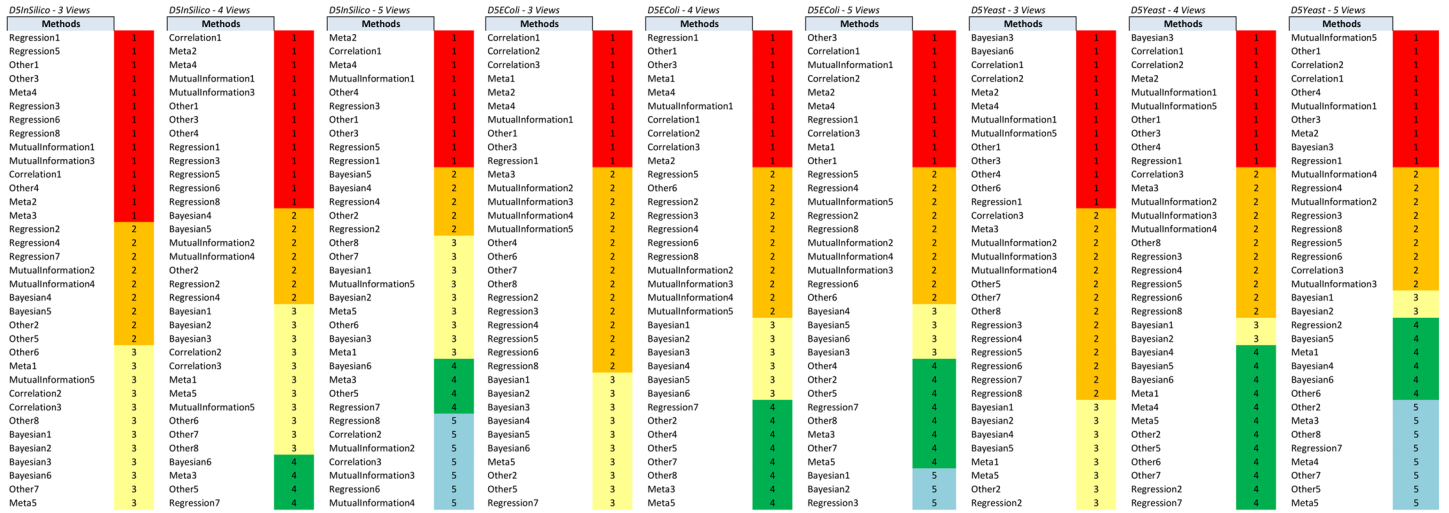 D5InSilico - 3 Views
Methods
Regression1 1
Regression5 1
Other1 1
Other3 1
Meta4 1
Regression3 1
Regression6 1
Regression8 1
MutualInformation1 1
MutualInformation3 1
Correlation1 1
Other4 1
Meta2 1
Meta3 1
Regression2 2
Regression4 2
Regression7 2
MutualInformation2 2
MutualInformation4 2
Bayesian4 2
Bayesian5 2
Other2 2
Other5 2
Other6 3
Meta1 3
MutualInformation5 3
Correlation2 3
Correlation3 3
Other8 3
Bayesian1 3
Bayesian2 3
Bayesian3 3
Bayesian6 3
Other7 3
Meta5 3
D5InSilico - 4 Views
Methods
Correlation1 1
Meta2 1
Meta4 1
MutualInformation1 1
MutualInformation3 1
Other1 1
Other3 1
Other4 1
Regression1 1
Regression3 1
Regression5 1
Regression6 1
Regression8 1
Bayesian4 2
Bayesian5 2
MutualInformation2 2
MutualInformation4 2
Other2 2
Regression2 2
Regression4 2
Bayesian1 3
Bayesian2 3
Bayesian3 3
Correlation2 3
Correlation3 3
Meta1 3
Meta5 3
MutualInformation5 3
Other6 3
Other7 3
Other8 3
Bayesian6 4
Meta3 4
Other5 4
Regression7 4
D5InSilico - 5 Views
Methods
Meta2 1
Correlation1 1
Meta4 1
MutualInformation1 1
Other4 1
Regression3 1
Other1 1
Other3 1
Regression5 1
Regression1 1
Bayesian5 2
Bayesian4 2
Regression4 2
Other2 2
Regression2 2
Other8 3
Other7 3
Bayesian1 3
MutualInformation5 3
Bayesian2 3
Meta5 3
Other6 3
Bayesian3 3
Meta1 3
Bayesian6 4
Meta3 4
Other5 4
Regression7 4
Regression8 5
Correlation2 5
MutualInformation2 5
Correlation3 5
MutualInformation3 5
Regression6 5
MutualInformation4 5
D5EColi - 3 Views
Methods
Correlation1 1
Correlation2 1
Correlation3 1
Meta1 1
Meta2 1
Meta4 1
MutualInformation1 1
Other1 1
Other3 1
Regression1 1
Meta3 2
MutualInformation2 2
MutualInformation3 2
MutualInformation4 2
MutualInformation5 2
Other4 2
Other6 2
Other7 2
Other8 2
Regression2 2
Regression3 2
Regression4 2
Regression5 2
Regression6 2
Regression8 2
Bayesian1 3
Bayesian2 3
Bayesian3 3
Bayesian4 3
Bayesian5 3
Bayesian6 3
Meta5 3
Other2 3
Other5 3
Regression7 3
D5EColi - 4 Views
Methods
Regression1 1
Other1 1
Other3 1
Meta1 1
Meta4 1
MutualInformation1 1
Correlation1 1
Correlation2 1
Correlation3 1
Meta2 1
Regression5 2
Other6 2
Regression2 2
Regression3 2
Regression4 2
Regression6 2
Regression8 2
MutualInformation2 2
MutualInformation3 2
MutualInformation4 2
MutualInformation5 2
Bayesian1 3
Bayesian2 3
Bayesian3 3
Bayesian4 3
Bayesian5 3
Bayesian6 3
Regression7 4
Other2 4
Other4 4
Other5 4
Other7 4
Other8 4
Meta3 4
Meta5 4
D5EColi - 5 Views
Methods
Other3 1
Correlation1 1
MutualInformation1 1
Correlation2 1
Meta2 1
Meta4 1
Regression1 1
Correlation3 1
Meta1 1
Other1 1
Regression5 2
Regression4 2
MutualInformation5 2
Regression2 2
Regression8 2
MutualInformation2 2
Regression3 2
MutualInformation3 2
Regression6 2
Other6 2
Bayesian4 3
Bayesian5 3
Bayesian6 3
Bayesian3 3
Other4 4
Other2 4
Other5 4
Regression7 4
Other8 4
Meta3 4
Other7 4
Meta5 4
Bayesian1 5
Bayesian2 5
MutualInformation4 5
D5Yeast - 3 Views
Methods
Bayesian3 1
Bayesian6 1
Correlation1 1
Correlation2 1
Meta2 1
Meta4 1
MutualInformation1 1
MutualInformation5 1
Other1 1
Other3 1
Other4 1
Other6 1
Regression1 1
Correlation3 2
Meta3 2
MutualInformation2 2
MutualInformation3 2
MutualInformation4 2
Other5 2
Other7 2
Other8 2
Regression3 2
Regression4 2
Regression5 2
Regression6 2
Regression7 2
Regression8 2
Bayesian1 3
Bayesian2 3
Bayesian4 3
Bayesian5 3
Meta1 3
Meta5 3
Other2 3
Regression2 3
D5Yeast - 4 Views
Methods
Bayesian3 1
Correlation1 1
Correlation2 1
Meta2 1
MutualInformation1 1
MutualInformation5 1
Other1 1
Other3 1
Other4 1
Regression1 1
Correlation3 2
Meta3 2
MutualInformation2 2
MutualInformation3 2
MutualInformation4 2
Other8 2
Regression3 2
Regression4 2
Regression5 2
Regression6 2
Regression8 2
Bayesian1 3
Bayesian2 3
Bayesian4 4
Bayesian5 4
Bayesian6 4
Meta1 4
Meta4 4
Meta5 4
Other2 4
Other5 4
Other6 4
Other7 4
Regression2 4
Regression7 4
D5Yeast - 5 Views
Methods
MutualInformation5 1
Other1 1
Correlation2 1
Correlation1 1
Other4 1
MutualInformation1 1
Other3 1
Meta2 1
Bayesian3 1
Regression1 1
MutualInformation4 2
Regression4 2
MutualInformation2 2
Regression3 2
Regression8 2
Regression5 2
Regression6 2
Correlation3 2
MutualInformation3 2
Bayesian1 3
Bayesian2 3
Regression2 4
Bayesian5 4
Meta1 4
Bayesian4 4
Bayesian6 4
Other6 4
Other2 5
Meta3 5
Other8 5
Regression7 5
Meta4 5
Other7 5
Other5 5
Meta5 5